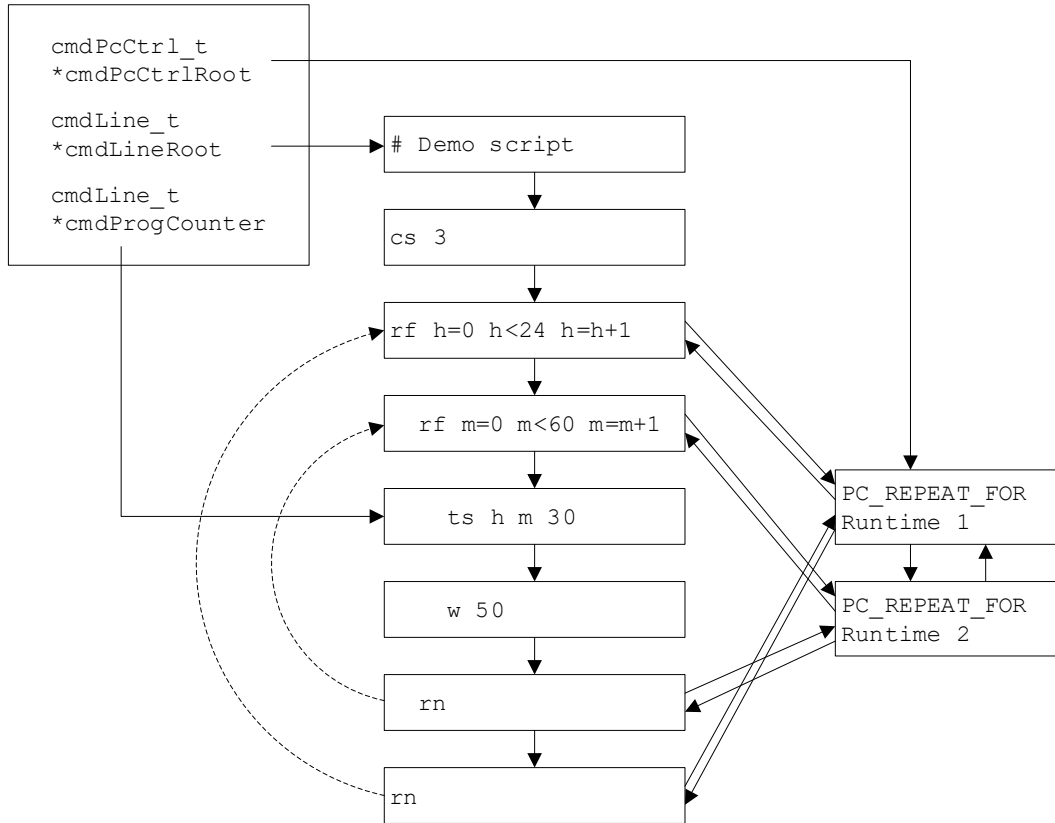 cmdPcCtrl_t
*cmdPcCtrlRoot
cmdLine_t
*cmdLineRoot
cmdLine_t
*cmdProgCounter
# Demo script
cs 3
rf h=0 h<24 h=h+1
rf m=0 m<60 m=m+1
ts h m 30
w 50
rn
rn
PC_REPEAT_FOR
Runtime 1
PC_REPEAT_FOR
Runtime 2